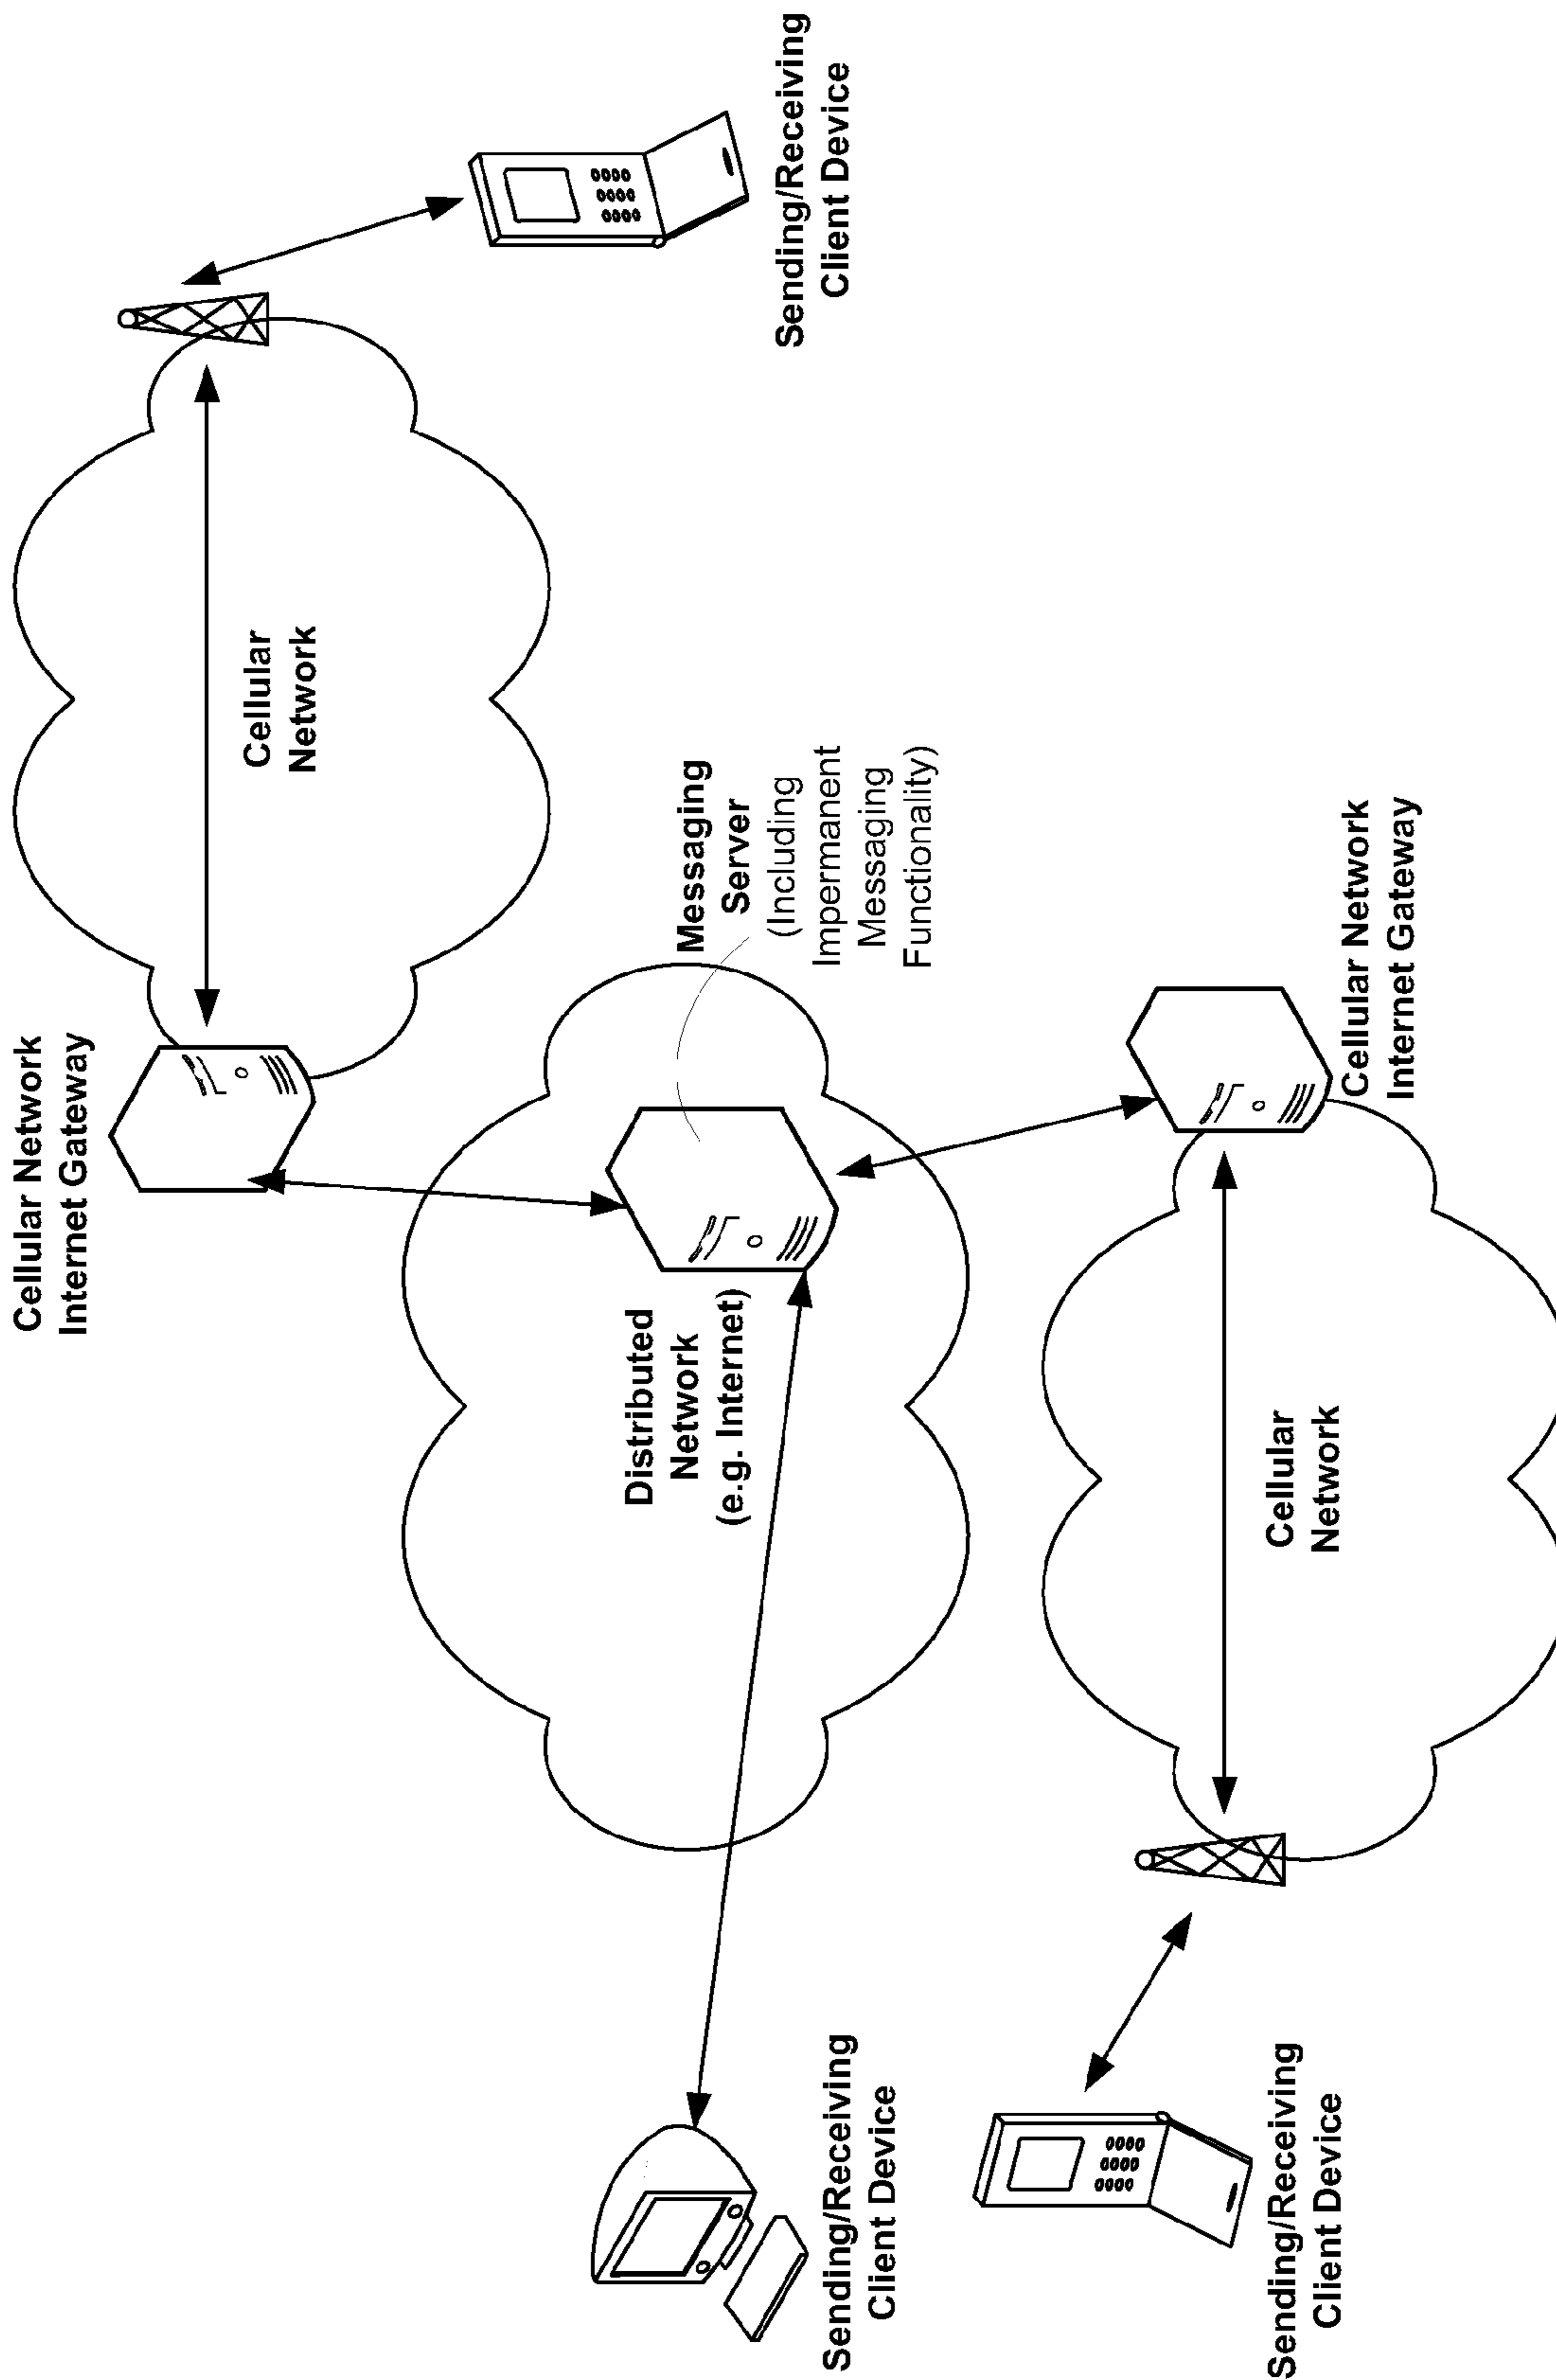 Cellular Network
Internet Gateway
Cellular
Network
Sending/Receiving
Client Device
Distributed
Network
(e.g. Internet)
Messaging
Server
(Including
Impermanent
Messaging
Functionality)
Sending/Receiving
Client Device
Cellular Network
Internet Gateway
Cellular
Network
Sending/Receiving
Client Device